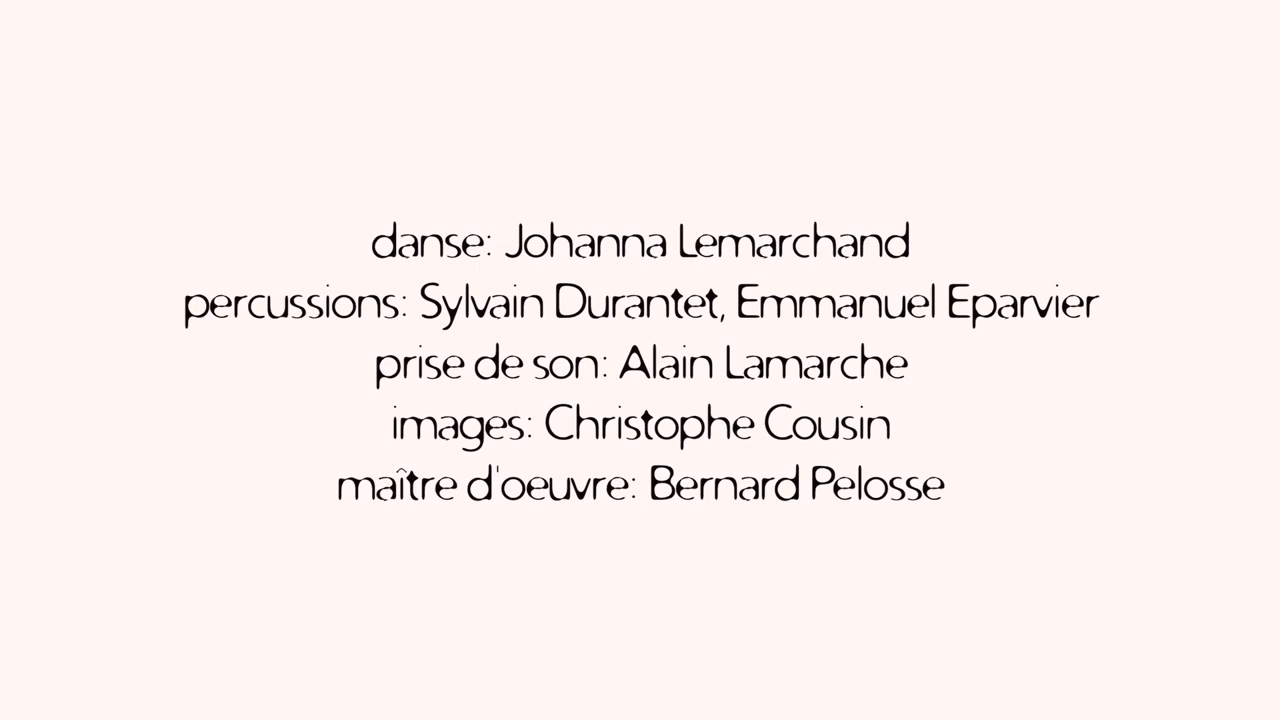 danse: Johanna Lemarchand
percussions: Sylvain Durantet, Emmanuel Eparvier
prise de son: Alain Lamarche
images: Christophe Cousin
maître d'oeuvre: Bernard Pelosse